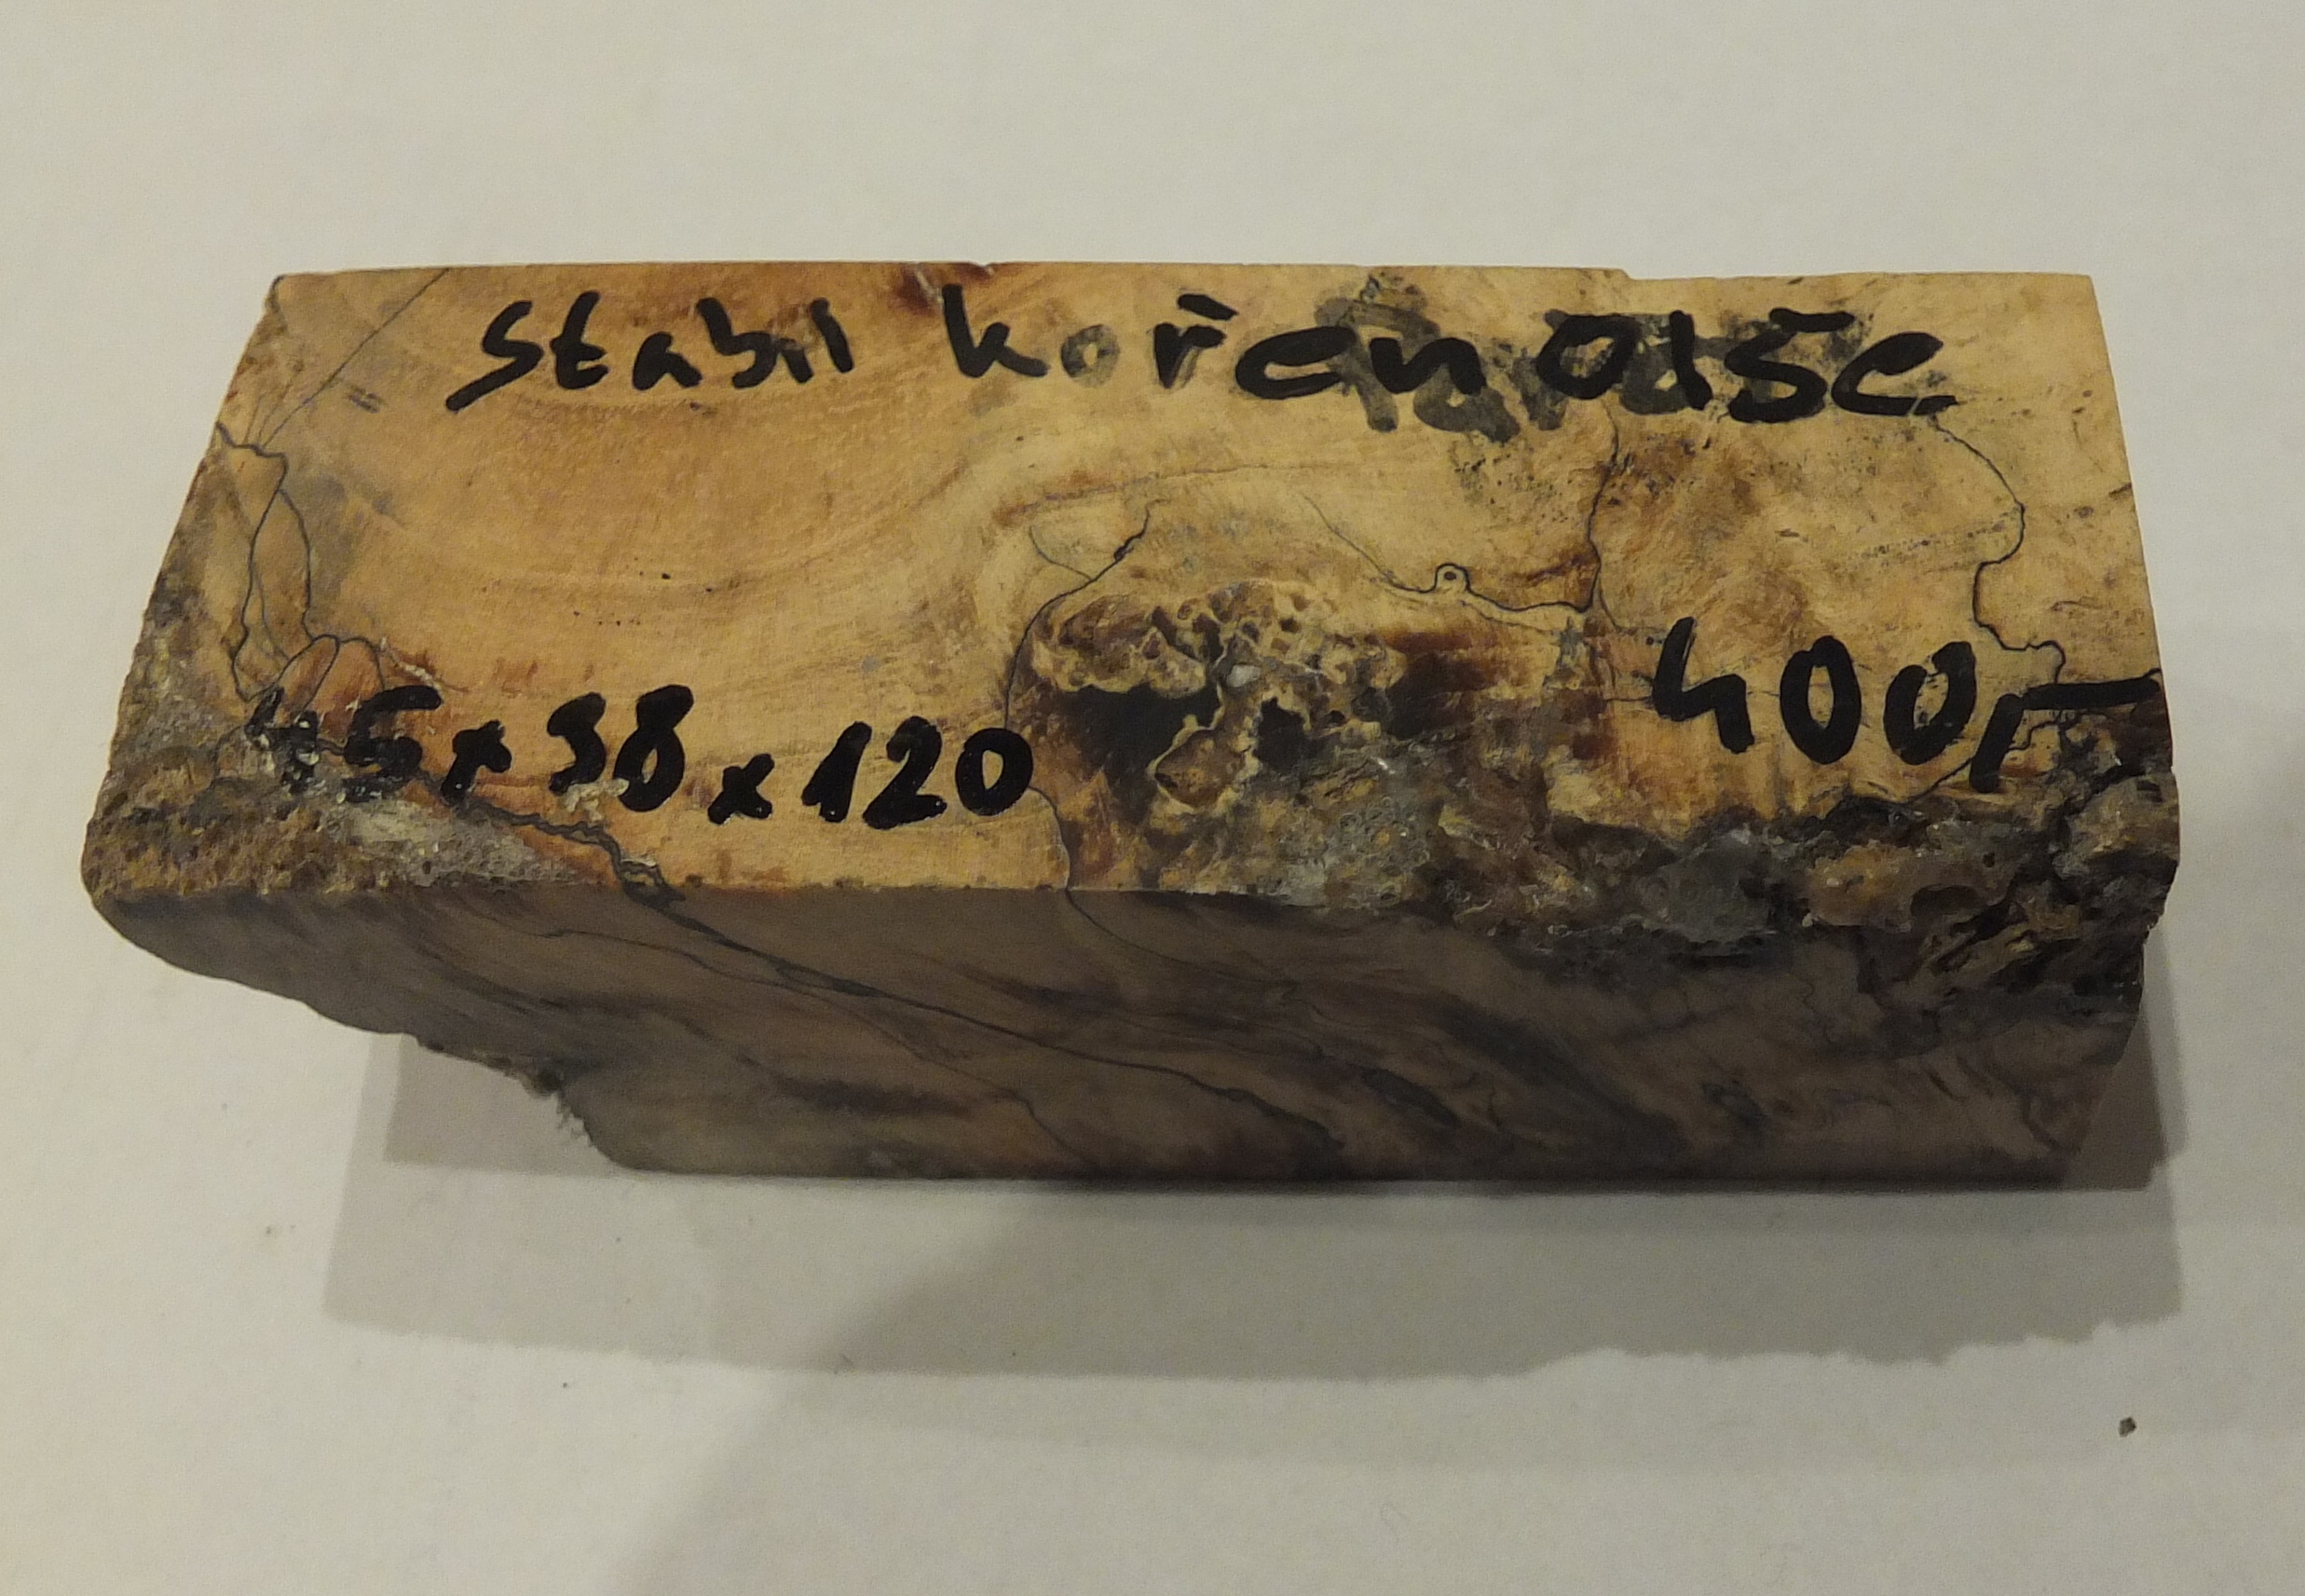 Stabil kořen olše
45x38x120
400,-